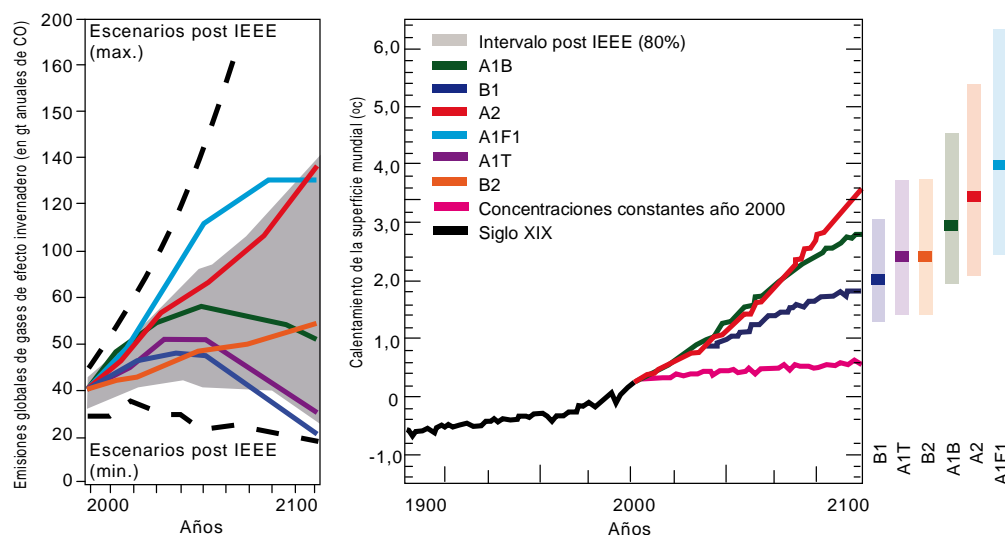 Emisiones globales de gases de efecto invernadero (en gt anuales de CO)
200
180
160
160
140
120
100
60
50
40
20
0
Escenarios post IEEE
(max.)
Escenarios post IEEE
(min.)
2000
2100
Años
Calentamiento de la superficie mundial (oc)
6,0
5,0
4,0
3,0
2,0
1,0
0
-1,0
Intervalo post IEEE (80%)
A1B
B1
A2
A1F1
A1T
B2
Concentraciones constantes año 2000
Siglo XIX
1900
2000
2100
Años
B1
A1T
B2
A1B
A2
A1F1